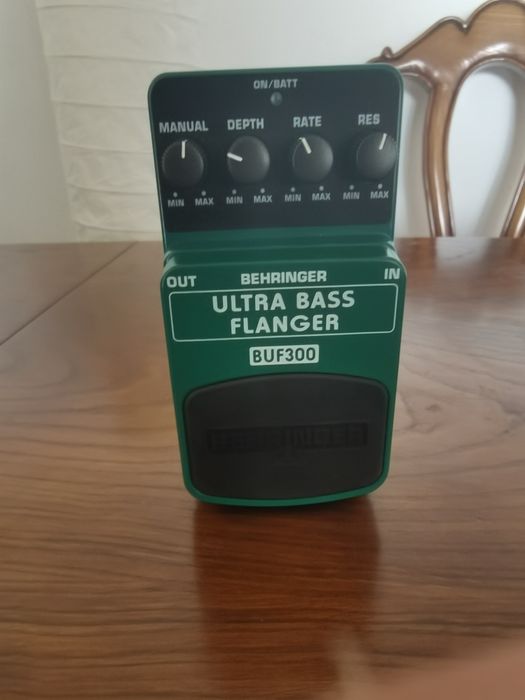 ON/BATT
MANUAL DEPTH RATE RES
MIN MAX MIN MAX MIN MAX MIN MAX
OUT BEHRINGER IN
ULTRA BASS
FLANGER
BUF300
BEHRINGER